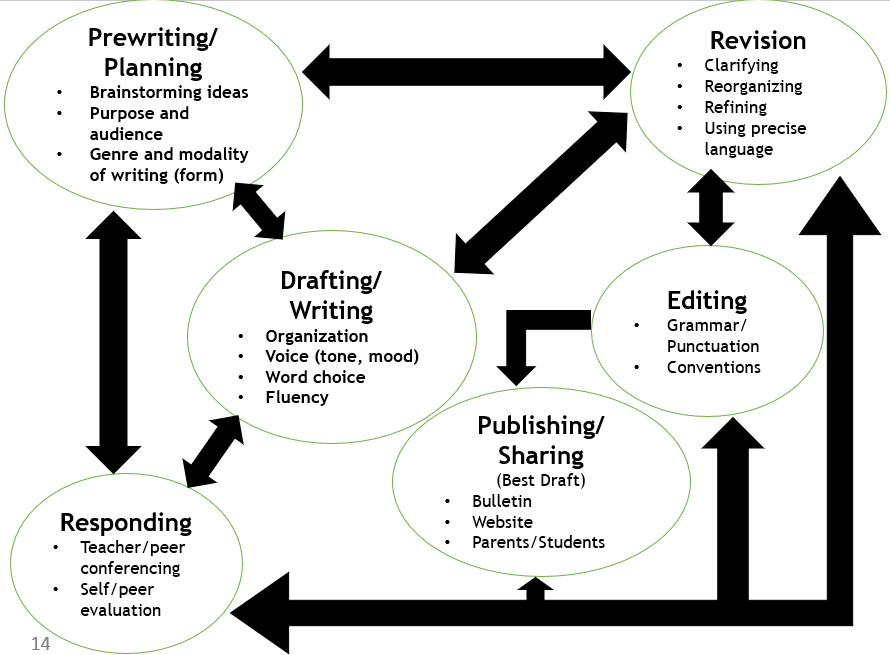 Prewriting/
Planning
• Brainstorming ideas
• Purpose and
audience
• Genre and modality
of writing (form)
Revision
• Clarifying
• Reorganizing
• Refining
• Using precise
language
Drafting/
Writing
• Organization
• Voice (tone, mood)
• Word choice
• Fluency
Editing
• Grammar/
Punctuation
• Conventions
Publishing/
Sharing
(Best Draft)
• Bulletin
• Website
• Parents/Students
Responding
• Teacher/peer
conferencing
• Self/peer
evaluation
14